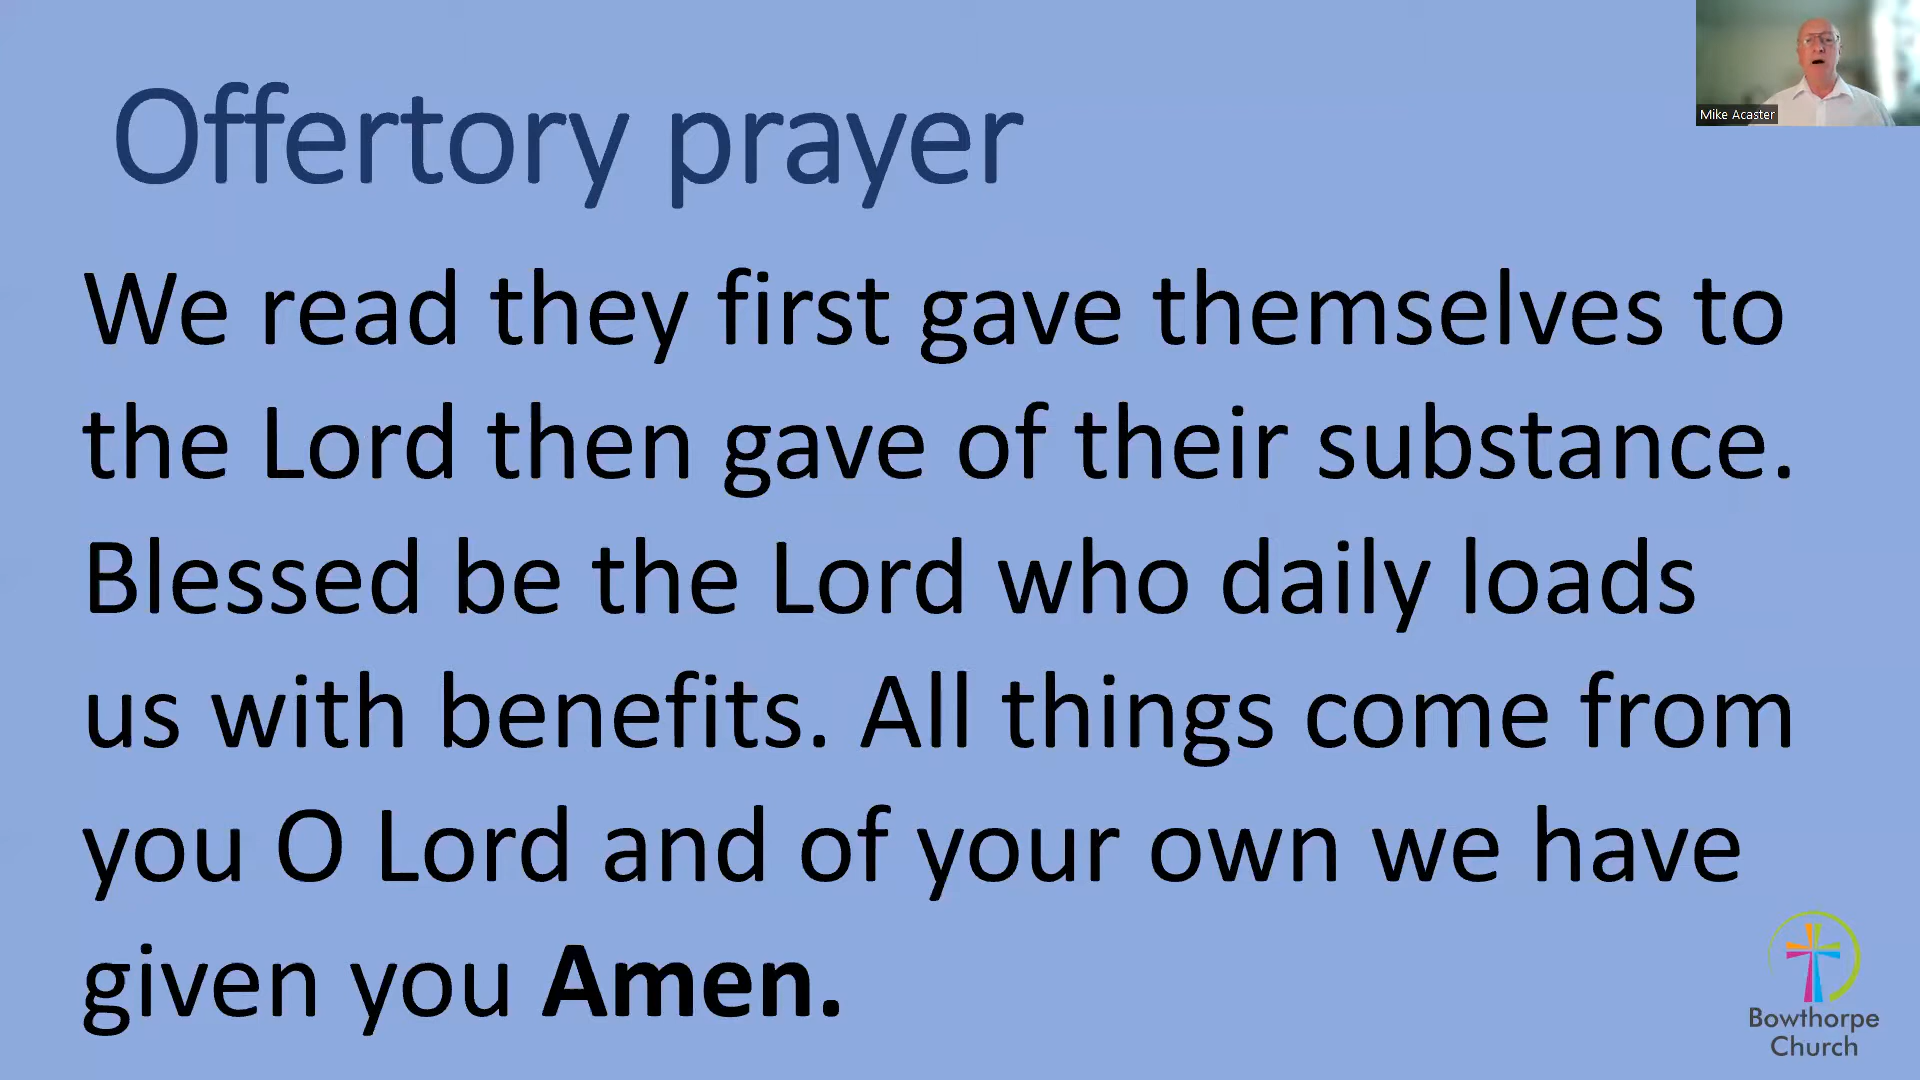 Offertory prayer
Mike Acaster
We read they first gave themselves to
the Lord then gave of their substance.
Blessed be the Lord who daily loads
us with benefits. All things come from
you O Lord and of your own we have
given you Amen.
Bowthorpe
Church